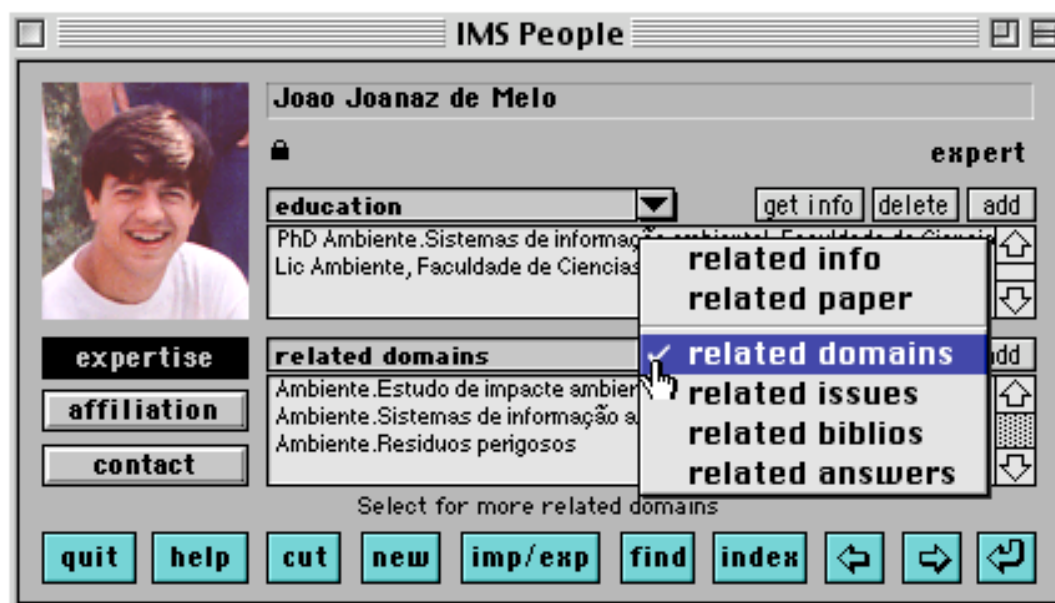 IMS People
Joao Joanaz de Melo
expert
education
get info
delete
add
PhD Ambiente.Sistemas de informação
Lic Ambiente, Faculdade de Ciencias
related info
related paper
related domains
related issues
related biblios
related answers
expertise
affiliation
contact
related domains
Ambiente.Estudo de impacte
Ambiente.Sistemas de informação
Ambiente.Residuos perigosos
Select for more related domains
quit
help
cut
new
imp/exp
find
index